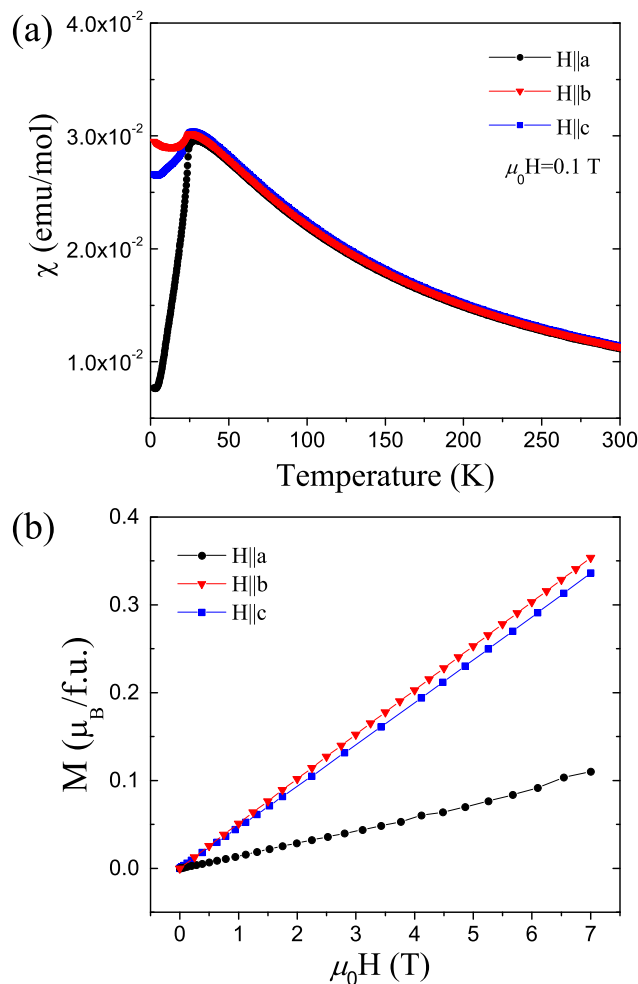 (a)
4.0x10⁻²
3.0x10⁻²
2.0x10⁻²
1.0x10⁻²
χ (emu/mol)
H||a
H||b
H||c
μ₀H=0.1 T
0 50 100 150 200 250 300
Temperature (K)
(b)
0.4
0.3
0.2
0.1
0.0
M (μ_B/f.u.)
H||a
H||b
H||c
0 1 2 3 4 5 6 7
μ₀H (T)